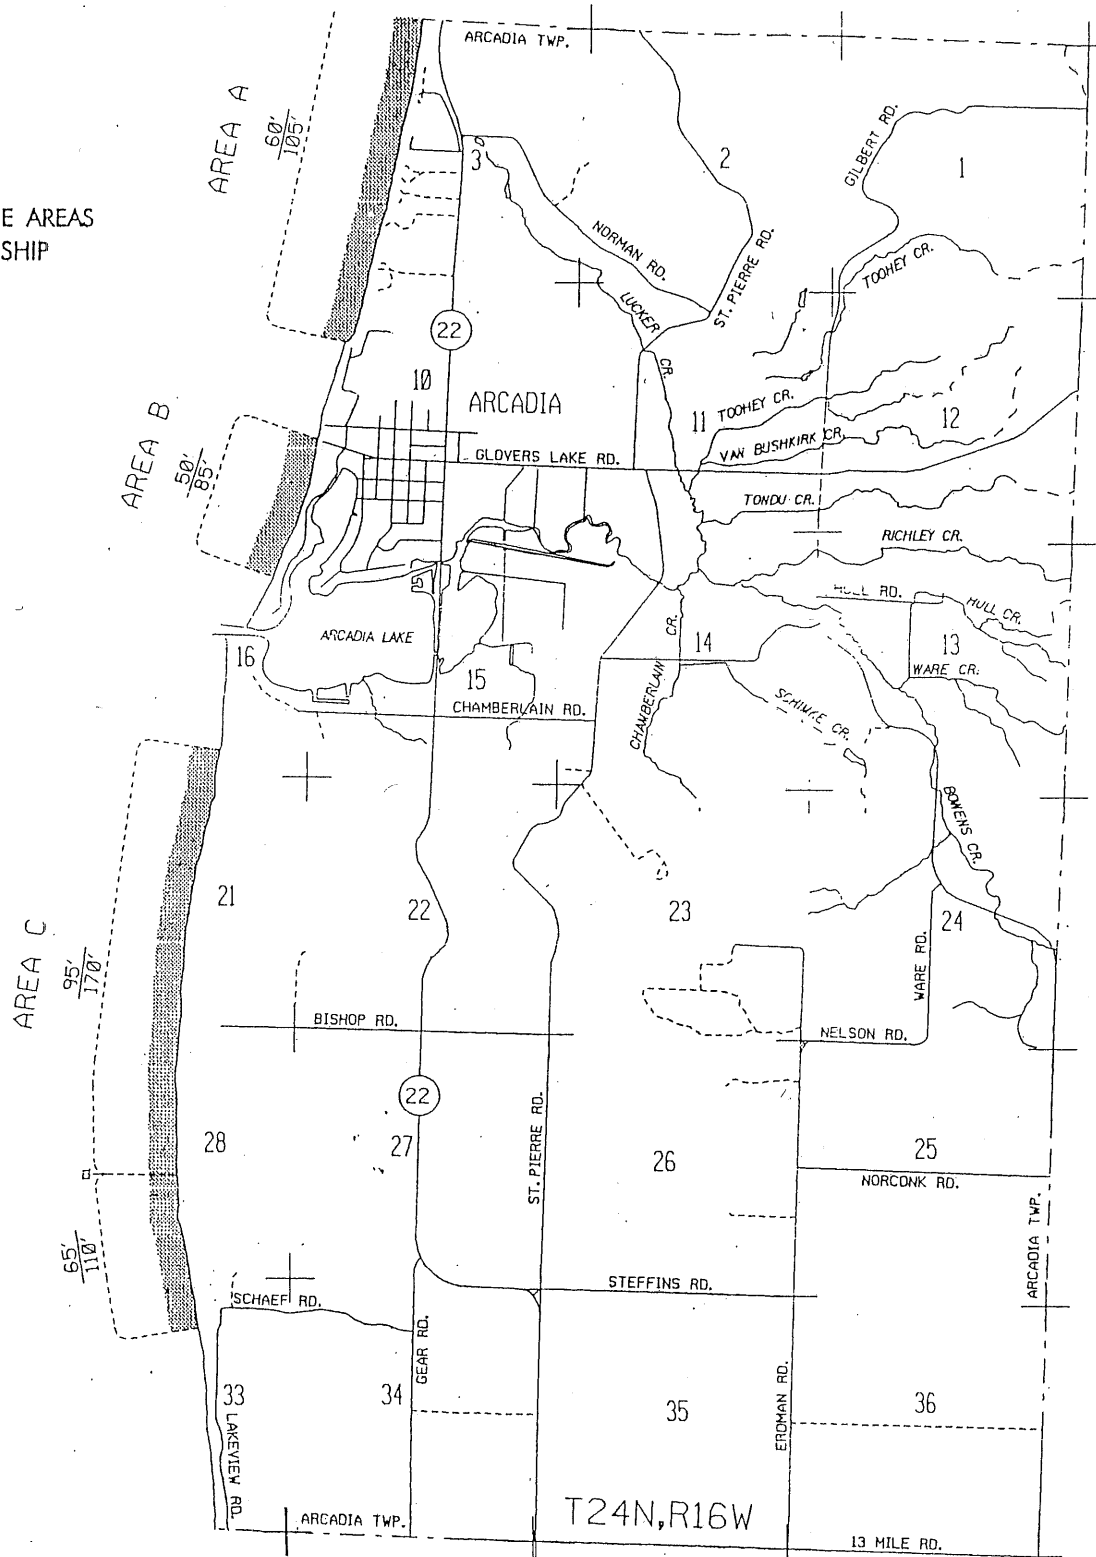 ARCADIA TWP.
AREA A
60'
105'
GILBERT RD.
3
2
1
E AREAS
SHIP
NORMAN RD.
ST. PIERRE RD.
TOOHEY CR.
LUCKER
CR.
22
10
ARCADIA
11
TOOHEY CR.
12
AREA B
50'
85'
VAN BUSHKIRK CR.
GLOVERS LAKE RD.
TONDU CR.
RICHLEY CR.
HULL RD.
HULL CR.
ARCADIA LAKE
16
15
14
13
WARE CR.
CHAMBERLAIN RD.
CHAMBERLAIN
CR.
SCHIMKE CR.
BOWENS CR.
21
22
23
24
AREA C
95'
170'
WARE RD.
BISHOP RD.
NELSON RD.
22
28
27
ST. PIERRE RD.
26
25
NORCONK RD.
65'
110'
ARCADIA TWP.
STEFFINS RD.
SCHAEF RD.
GEAR RD.
33
34
35
36
ERDMAN RD.
LAKEVIEW RD.
ARCADIA TWP.
T24N,R16W
13 MILE RD.